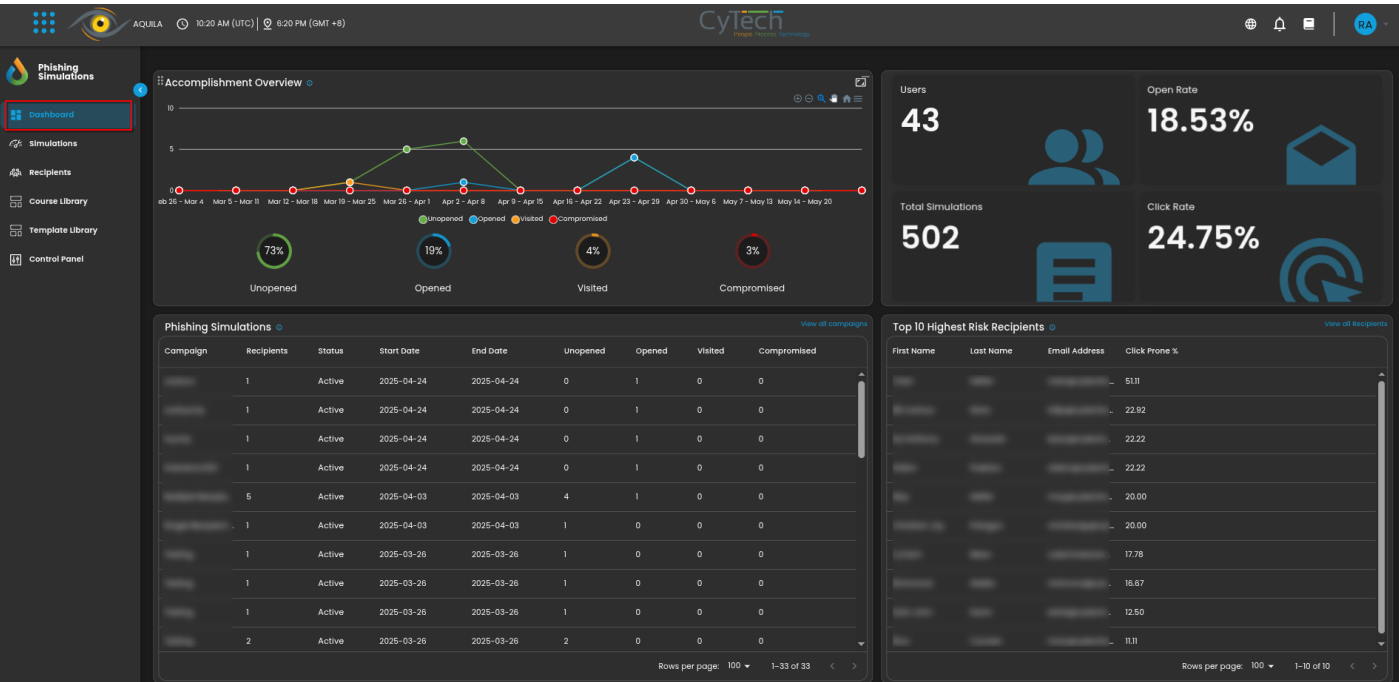 AQUILA 10:20 AM (UTC) 6:20 PM (GMT +8)
CyTech
People Process Technology
RA
Phishing
Simulations
Dashboard
Simulations
Recipients
Course Library
Template Library
Control Panel
Accomplishment Overview
10
5
0
eb 26 - Mar 4 Mar 5 - Mar 11 Mar 12 - Mar 18 Mar 19 - Mar 25 Mar 26 - Apr 1 Apr 2 - Apr 8 Apr 9 - Apr 15 Apr 16 - Apr 22 Apr 23 - Apr 29 Apr 30 - May 6 May 7 - May 13 May 14 - May 20
Unopened Opened Visited Compromised
73% 19% 4% 3%
Unopened Opened Visited Compromised
Users
43
Open Rate
18.53%
Total Simulations
502
Click Rate
24.75%
Phishing Simulations View all campaigns
Campaign Recipients Status Start Date End Date Unopened Opened Visited Compromised
1 Active 2025-04-24 2025-04-24 0 1 0 0
1 Active 2025-04-24 2025-04-24 0 1 0 0
1 Active 2025-04-24 2025-04-24 0 1 0 0
1 Active 2025-04-24 2025-04-24 0 1 0 0
5 Active 2025-04-03 2025-04-03 4 1 0 0
1 Active 2025-04-03 2025-04-03 1 0 0 0
1 Active 2025-03-26 2025-03-26 1 0 0 0
1 Active 2025-03-26 2025-03-26 1 0 0 0
1 Active 2025-03-26 2025-03-26 1 0 0 0
2 Active 2025-03-26 2025-03-26 2 0 0 0
Rows per page: 100 1-33 of 33
Top 10 Highest Risk Recipients View all Recipients
First Name Last Name Email Address Click Prone %
51.11
22.92
22.22
22.22
20.00
20.00
17.78
16.67
12.50
11.11
Rows per page: 100 1-10 of 10